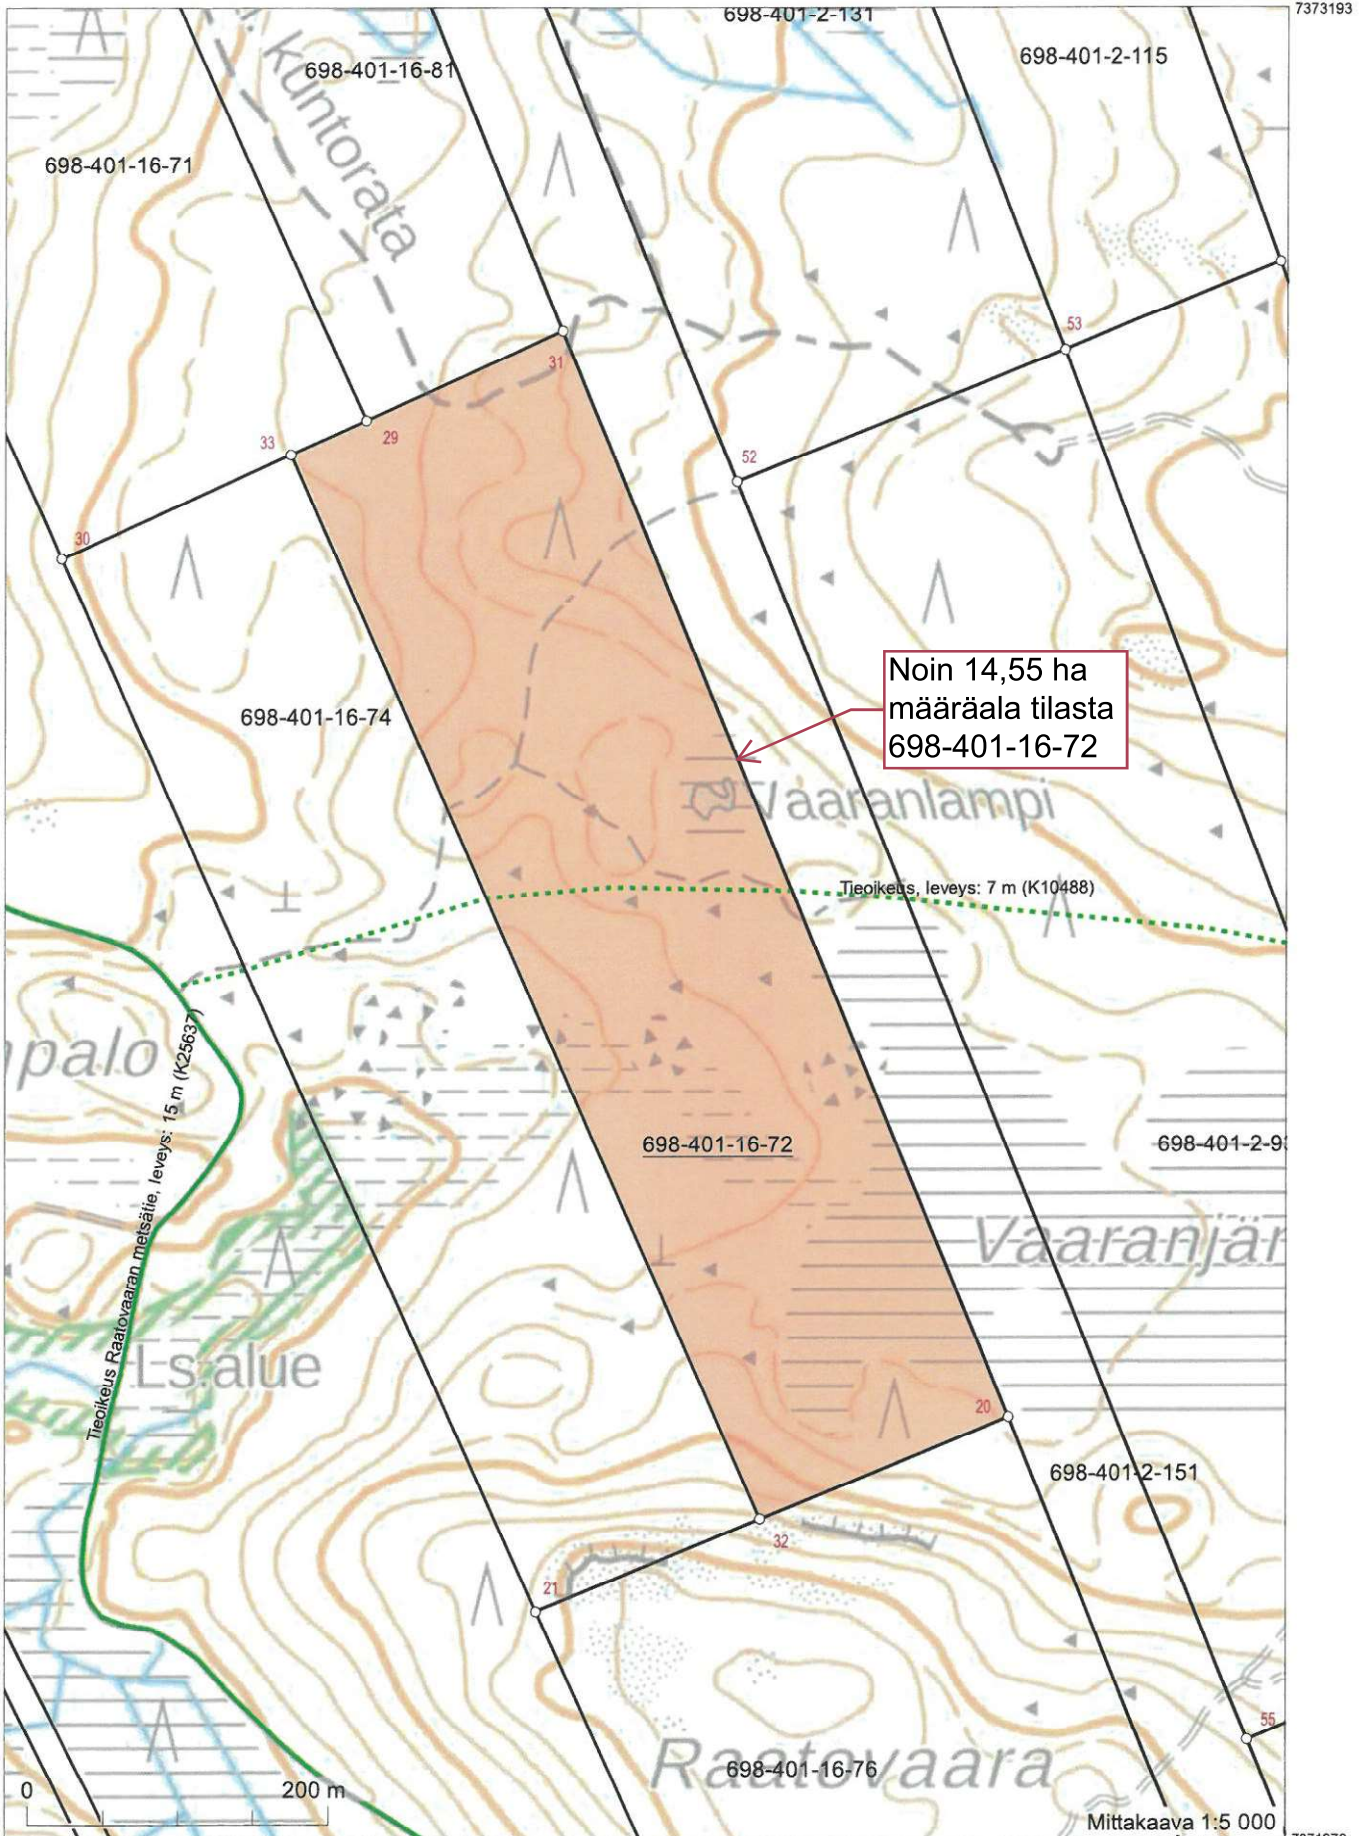 698-401-2-131
7373193
698-401-2-115
698-401-16-81
Kuntorata
698-401-16-71
53
31
33
29
52
30
Noin 14,55 ha
määräala tilasta
698-401-16-72
698-401-16-74
Vaaranlampi
Tieoikeus, leveys: 7 m (K10488)
palo
Tieoikeus Raatovaaran metsätie, leveys: 15 m (K25637)
698-401-16-72
698-401-2-93
Vaaranjär
Ls.alue
20
698-401-2-151
32
21
55
Raatovaara
698-401-16-76
0 200 m
Mittakaava 1:5 000